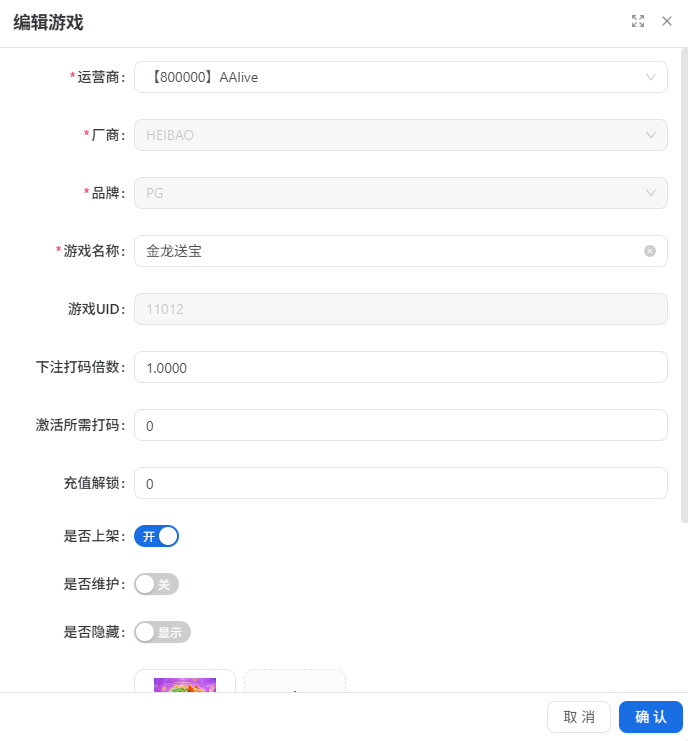 编辑游戏
*运营商： 【800000】AAlive
*厂商： HEIBAO
*品牌： PG
*游戏名称： 金龙送宝
游戏UID： 11012
下注打码倍数： 1.0000
激活所需打码： 0
充值解锁： 0
是否上架： 开
是否维护： 关
是否隐藏： 显示
取 消 确 认